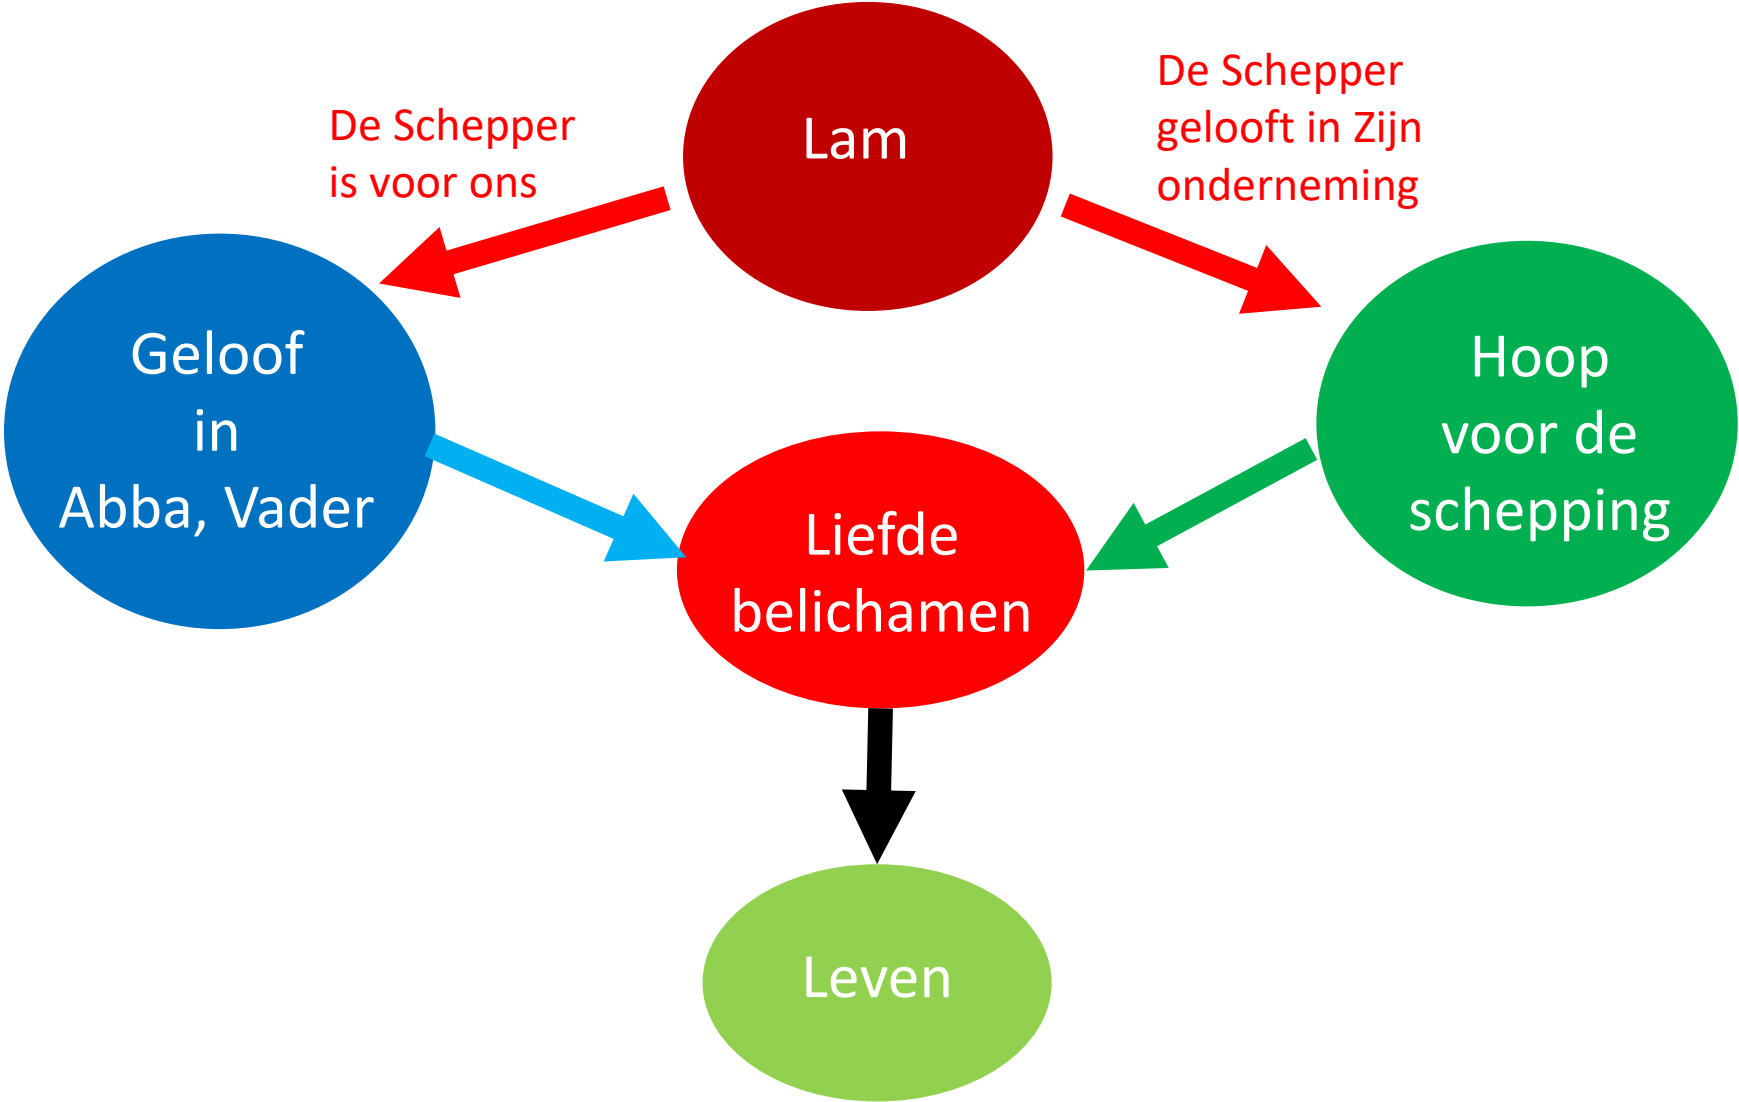 Lam
De Schepper
is voor ons
De Schepper
gelooft in Zijn
onderneming
Geloof
in
Abba, Vader
Hoop
voor de
schepping
Liefde
belichamen
Leven